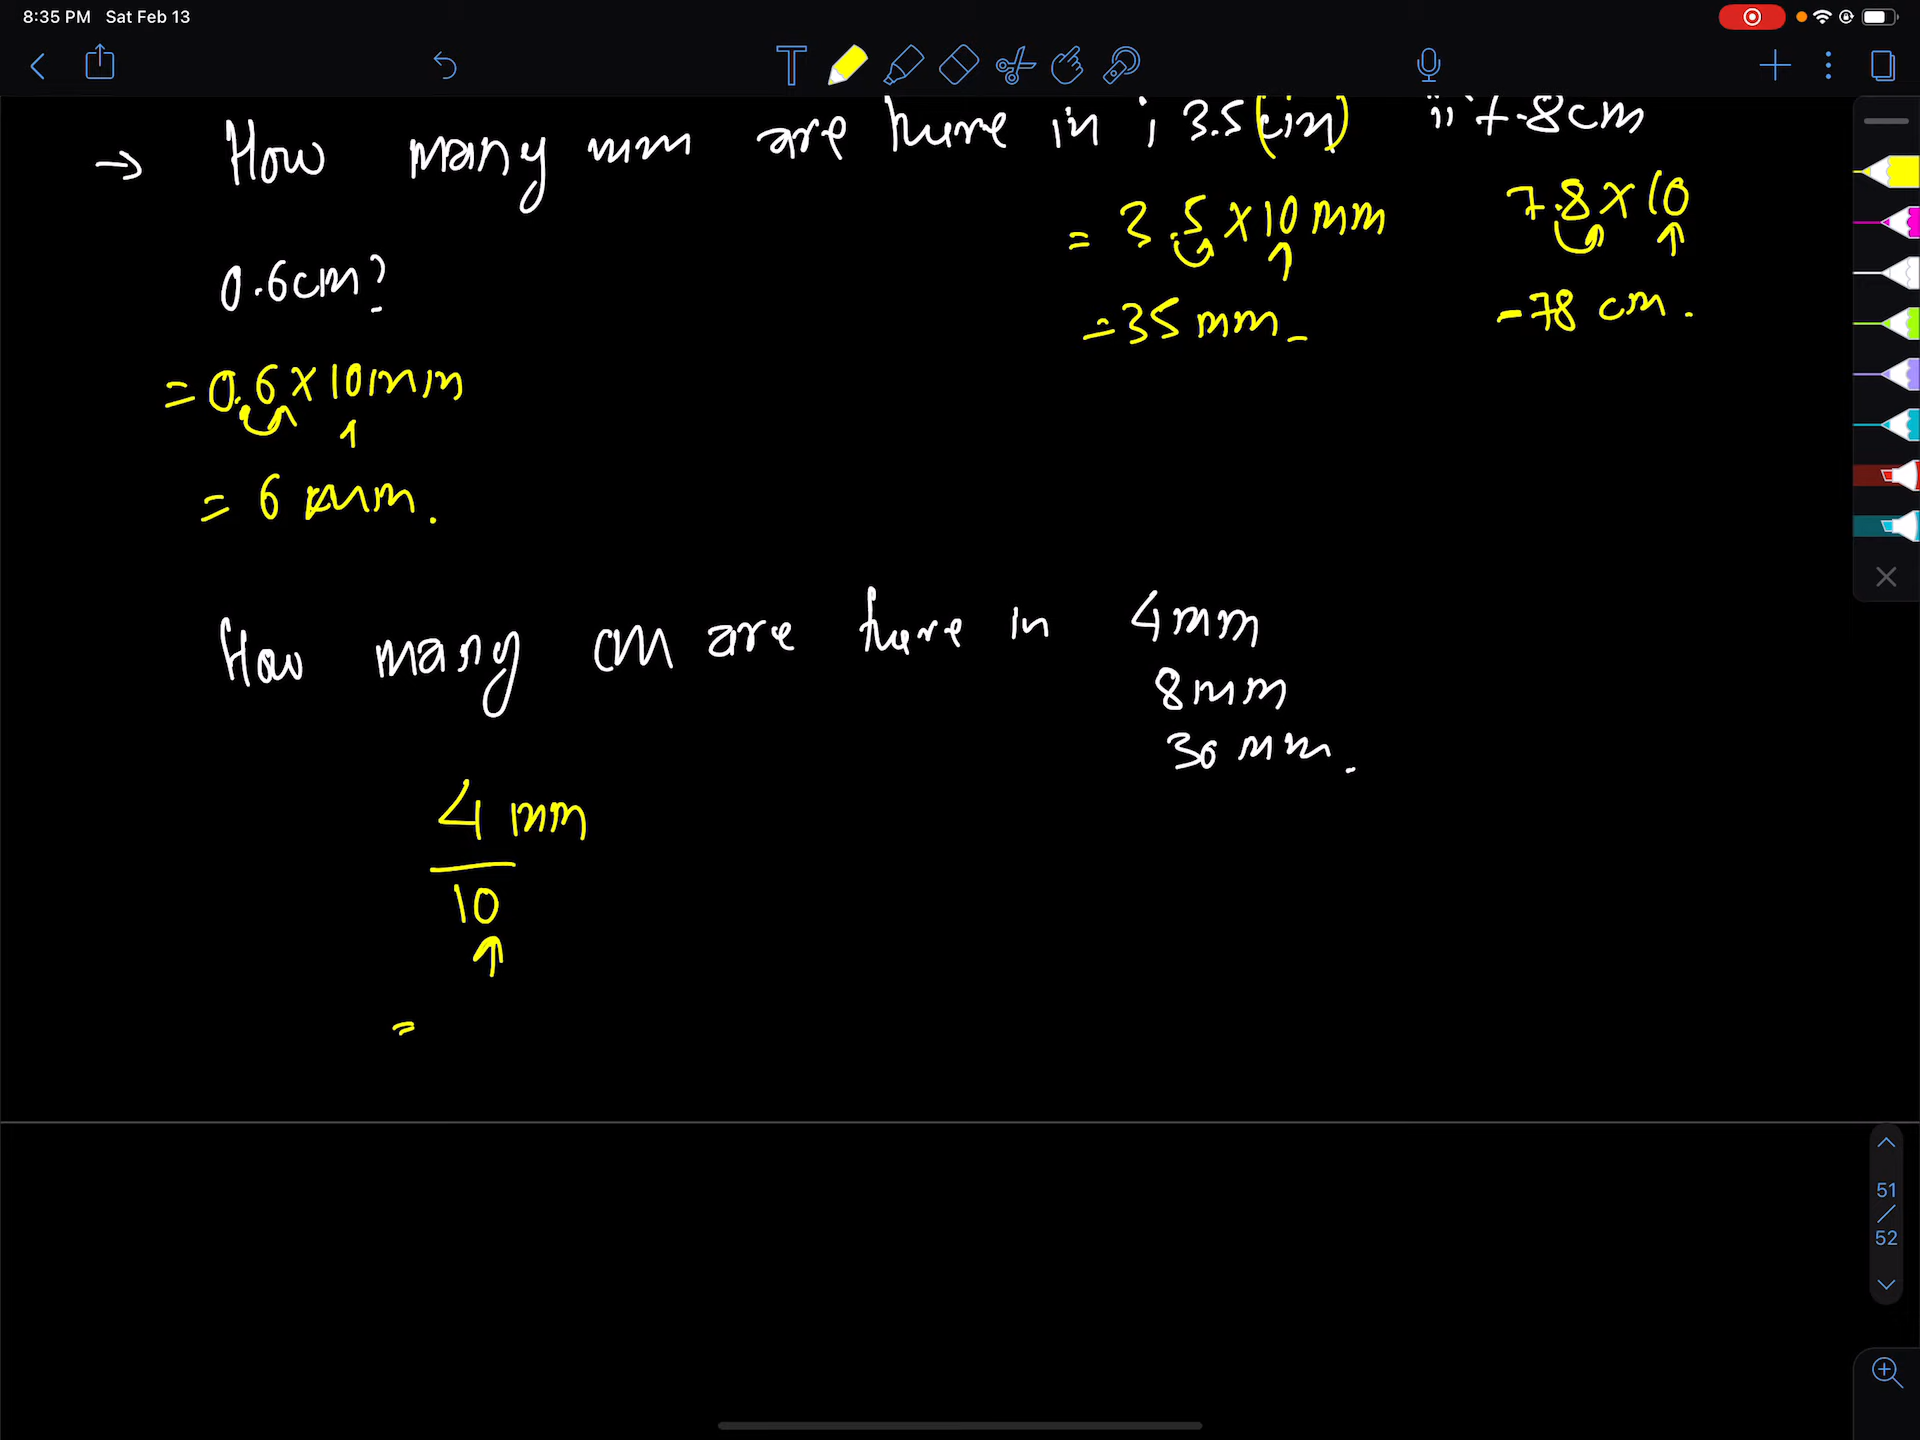 8:35 PM Sat Feb 13
→ How many mm are there in i 3.5(cm) ii 7.8cm
0.6cm?
= 3.5 × 10 mm
= 35 mm
7.8 × 10
= 78 cm.
= 0.6 × 10mm
= 6 mm.
How many cm are there in 4mm
8mm
30 mm.
4 mm
10
=
51
/
52